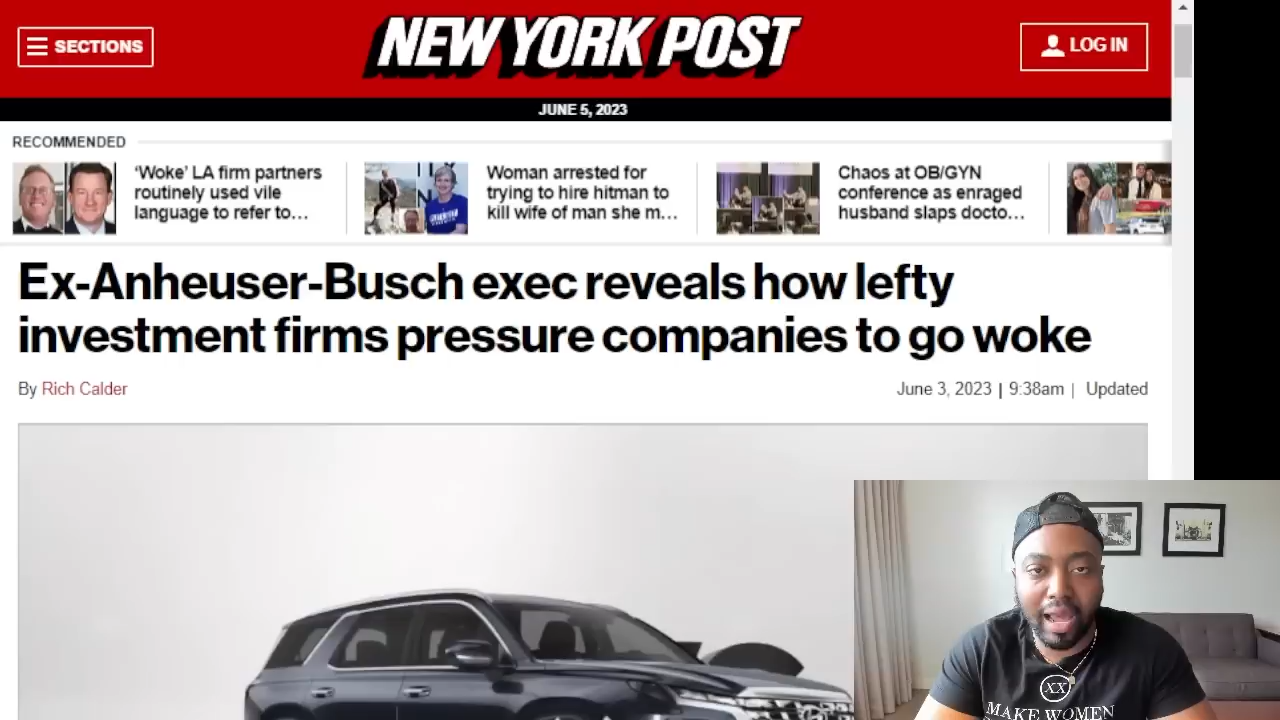 SECTIONS
NEW YORK POST
LOG IN
JUNE 5, 2023
RECOMMENDED
‘Woke’ LA firm partners
routinely used vile
language to refer to…
Woman arrested for
trying to hire hitman to
kill wife of man she m…
Chaos at OB/GYN
conference as enraged
husband slaps docto…
Ex-Anheuser-Busch exec reveals how lefty
investment firms pressure companies to go woke
By Rich Calder
June 3, 2023 | 9:38am | Updated
XX
MAKE WOMEN